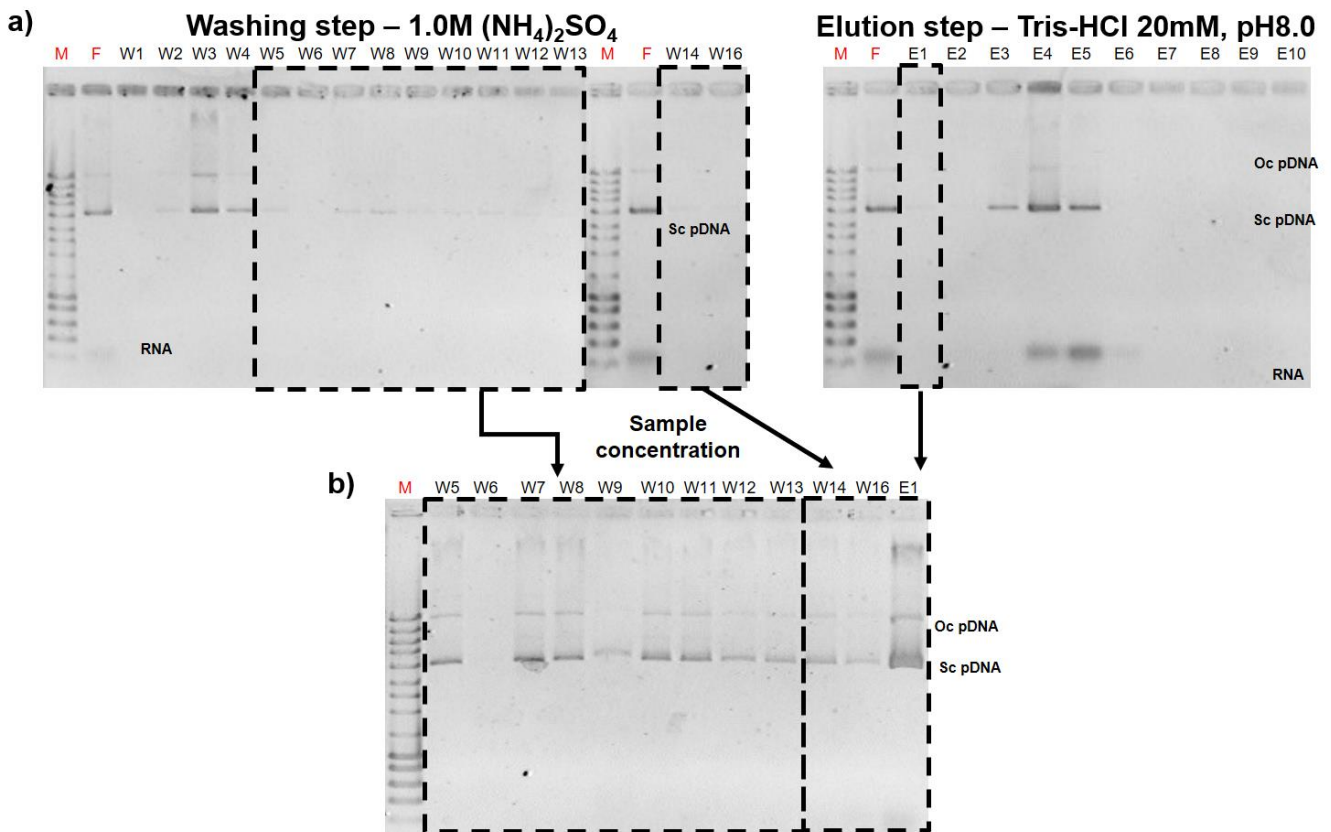 a)
Washing step – 1.0M (NH₄)₂SO₄
Elution step – Tris-HCl 20mM, pH8.0
M F W1 W2 W3 W4 W5 W6 W7 W8 W9 W10 W11 W12 W13 M F W14 W16
M F E1 E2 E3 E4 E5 E6 E7 E8 E9 E10
Oc pDNA
Sc pDNA
Sc pDNA
RNA
RNA
Sample
concentration
b)
M W5 W6 W7 W8 W9 W10 W11 W12 W13 W14 W16 E1
Oc pDNA
Sc pDNA